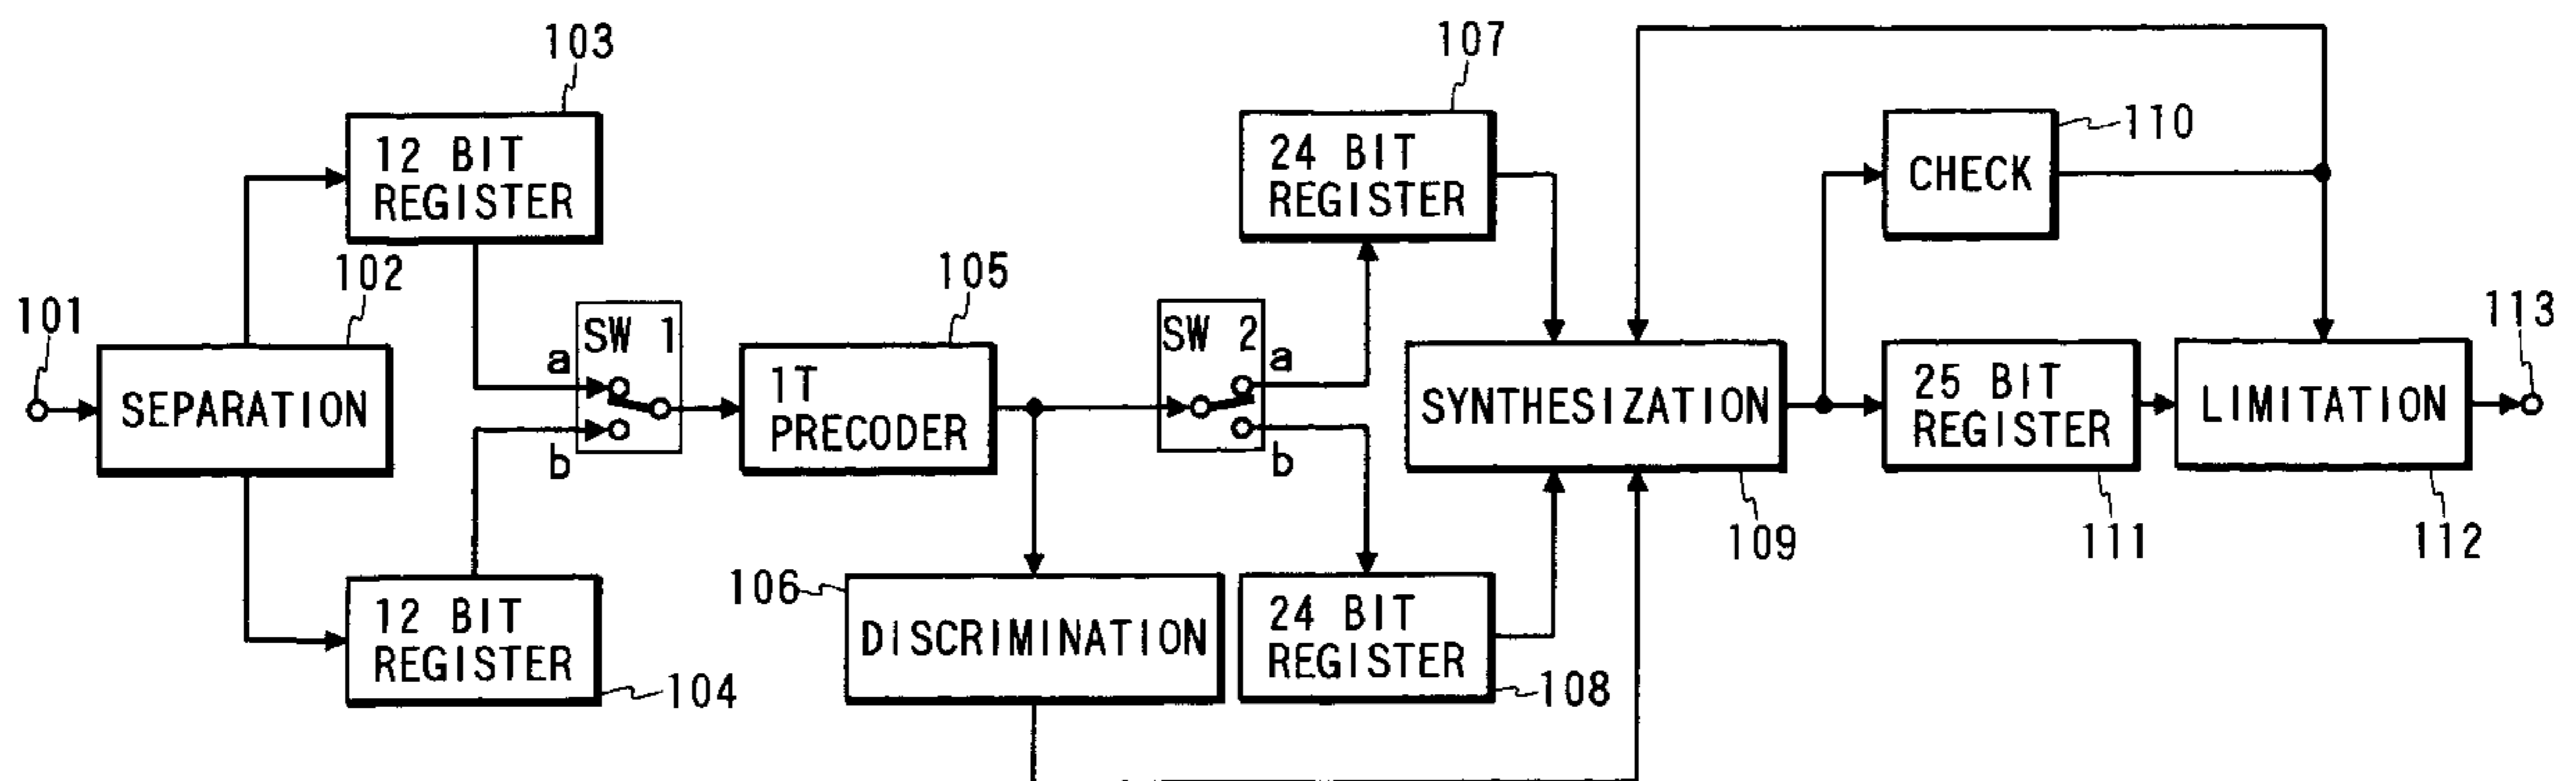 103
107
12 BIT
REGISTER
24 BIT
REGISTER
CHECK
110
101
102
SEPARATION
SW 1
a
b
105
1T
PRECODER
SW 2
a
b
SYNTHESIZATION
109
25 BIT
REGISTER
111
LIMITATION
112
113
12 BIT
REGISTER
104
106
DISCRIMINATION
24 BIT
REGISTER
108